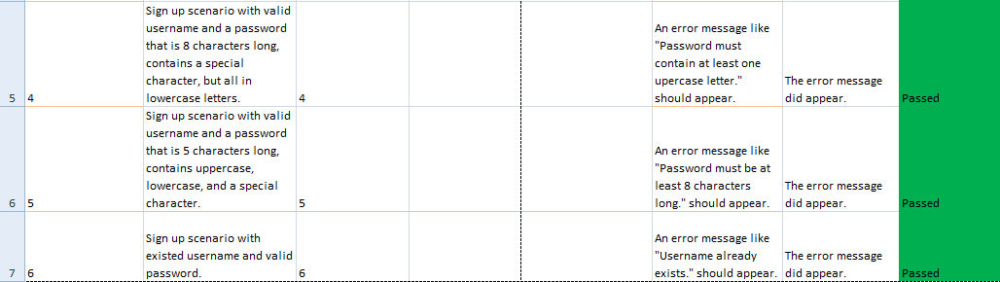 5
4
Sign up scenario with valid
username and a password
that is 8 characters long,
contains a special
character, but all in
lowercase letters.
4
An error message like
"Password must
contain at least one
upercase letter."
should appear.
The error message
did appear.
Passed
6
5
Sign up scenario with valid
username and a password
that is 5 characters long,
contains uppercase,
lowercase, and a special
character.
5
An error message like
"Password must be at
least 8 characters
long." should appear.
The error message
did appear.
Passed
7
6
Sign up scenario with
existed username and valid
password.
6
An error message like
"Username already
exists." should appear.
The error message
did appear.
Passed